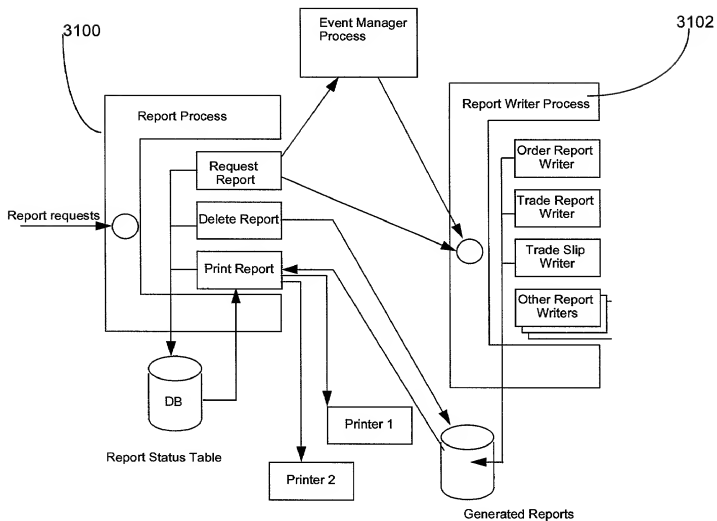 3100
Event Manager
Process
3102
Report Process
Report Writer Process
Request
Report
Order Report
Writer
Trade Report
Writer
Report requests
Delete Report
Trade Slip
Writer
Print Report
Other Report
Writers
DB
Printer 1
Report Status Table
Printer 2
Generated Reports